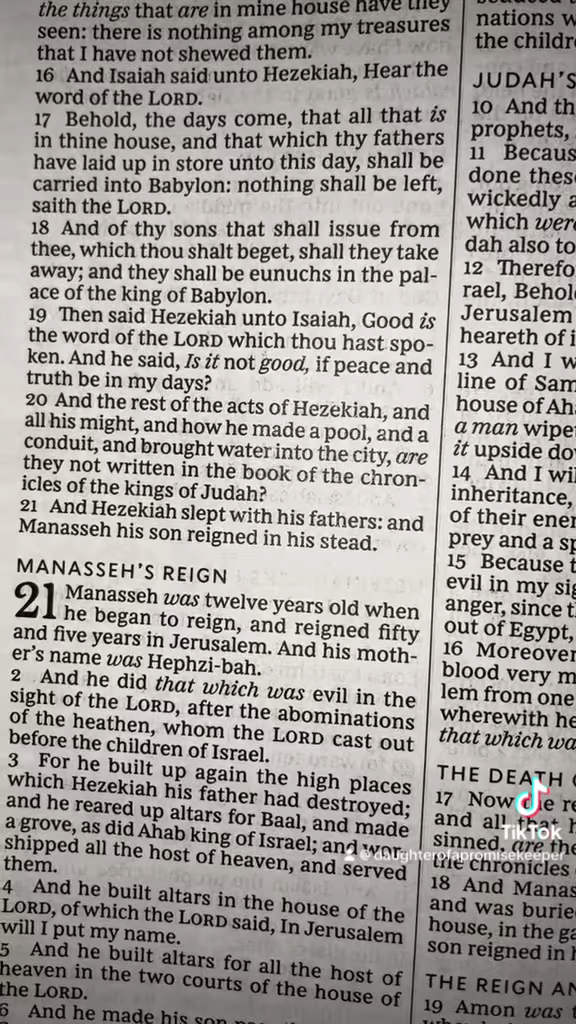 the things that are in mine house have they
seen: there is nothing among my treasures
that I have not shewed them.
16 And Isaiah said unto Hezekiah, Hear the
word of the LORD.
17 Behold, the days come, that all that is
in thine house, and that which thy fathers
have laid up in store unto this day, shall be
carried into Babylon: nothing shall be left,
saith the LORD.
18 And of thy sons that shall issue from
thee, which thou shalt beget, shall they take
away; and they shall be eunuchs in the pal-
ace of the king of Babylon.
19 Then said Hezekiah unto Isaiah, Good is
the word of the LORD which thou hast spo-
ken. And he said, Is it not good, if peace and
truth be in my days?
20 And the rest of the acts of Hezekiah, and
all his might, and how he made a pool, and a
conduit, and brought water into the city, are
they not written in the book of the chron-
icles of the kings of Judah?
21 And Hezekiah slept with his fathers: and
Manasseh his son reigned in his stead.
MANASSEH'S REIGN
21 Manasseh was twelve years old when
he began to reign, and reigned fifty
and five years in Jerusalem. And his moth-
er's name was Hephzi-bah.
2 And he did that which was evil in the
sight of the LORD, after the abominations
of the heathen, whom the LORD cast out
before the children of Israel.
3 For he built up again the high places
which Hezekiah his father had destroyed;
and he reared up altars for Baal, and made
a grove, as did Ahab king of Israel; and wor-
shipped all the host of heaven, and served
them.
4 And he built altars in the house of the
LORD, of which the LORD said, In Jerusalem
will I put my name.
5 And he built altars for all the host of
heaven in the two courts of the house of
the LORD.
6 And he made his son
nations w
the childre
JUDAH'S
10 And th
prophets,
11 Becaus
done these
wickedly a
which were
dah also to
12 Therefo
rael, Behol
Jerusalem
heareth of i
13 And I w
line of Sam
house of Aha
a man wipe
it upside do
14 And I wil
inheritance,
of their ener
prey and a sp
15 Because t
evil in my sig
anger, since t
out of Egypt,
16 Moreover
blood very m
lem from one
wherewith he
that which wa
THE DEATH
17 Now the re
and all that h
sinned, are the
the chronicles
18 And Manas
and was burie
house, in the ga
son reigned in h
THE REIGN AN
19 Amon was t
TikTok
@daughterofapromisekeeper